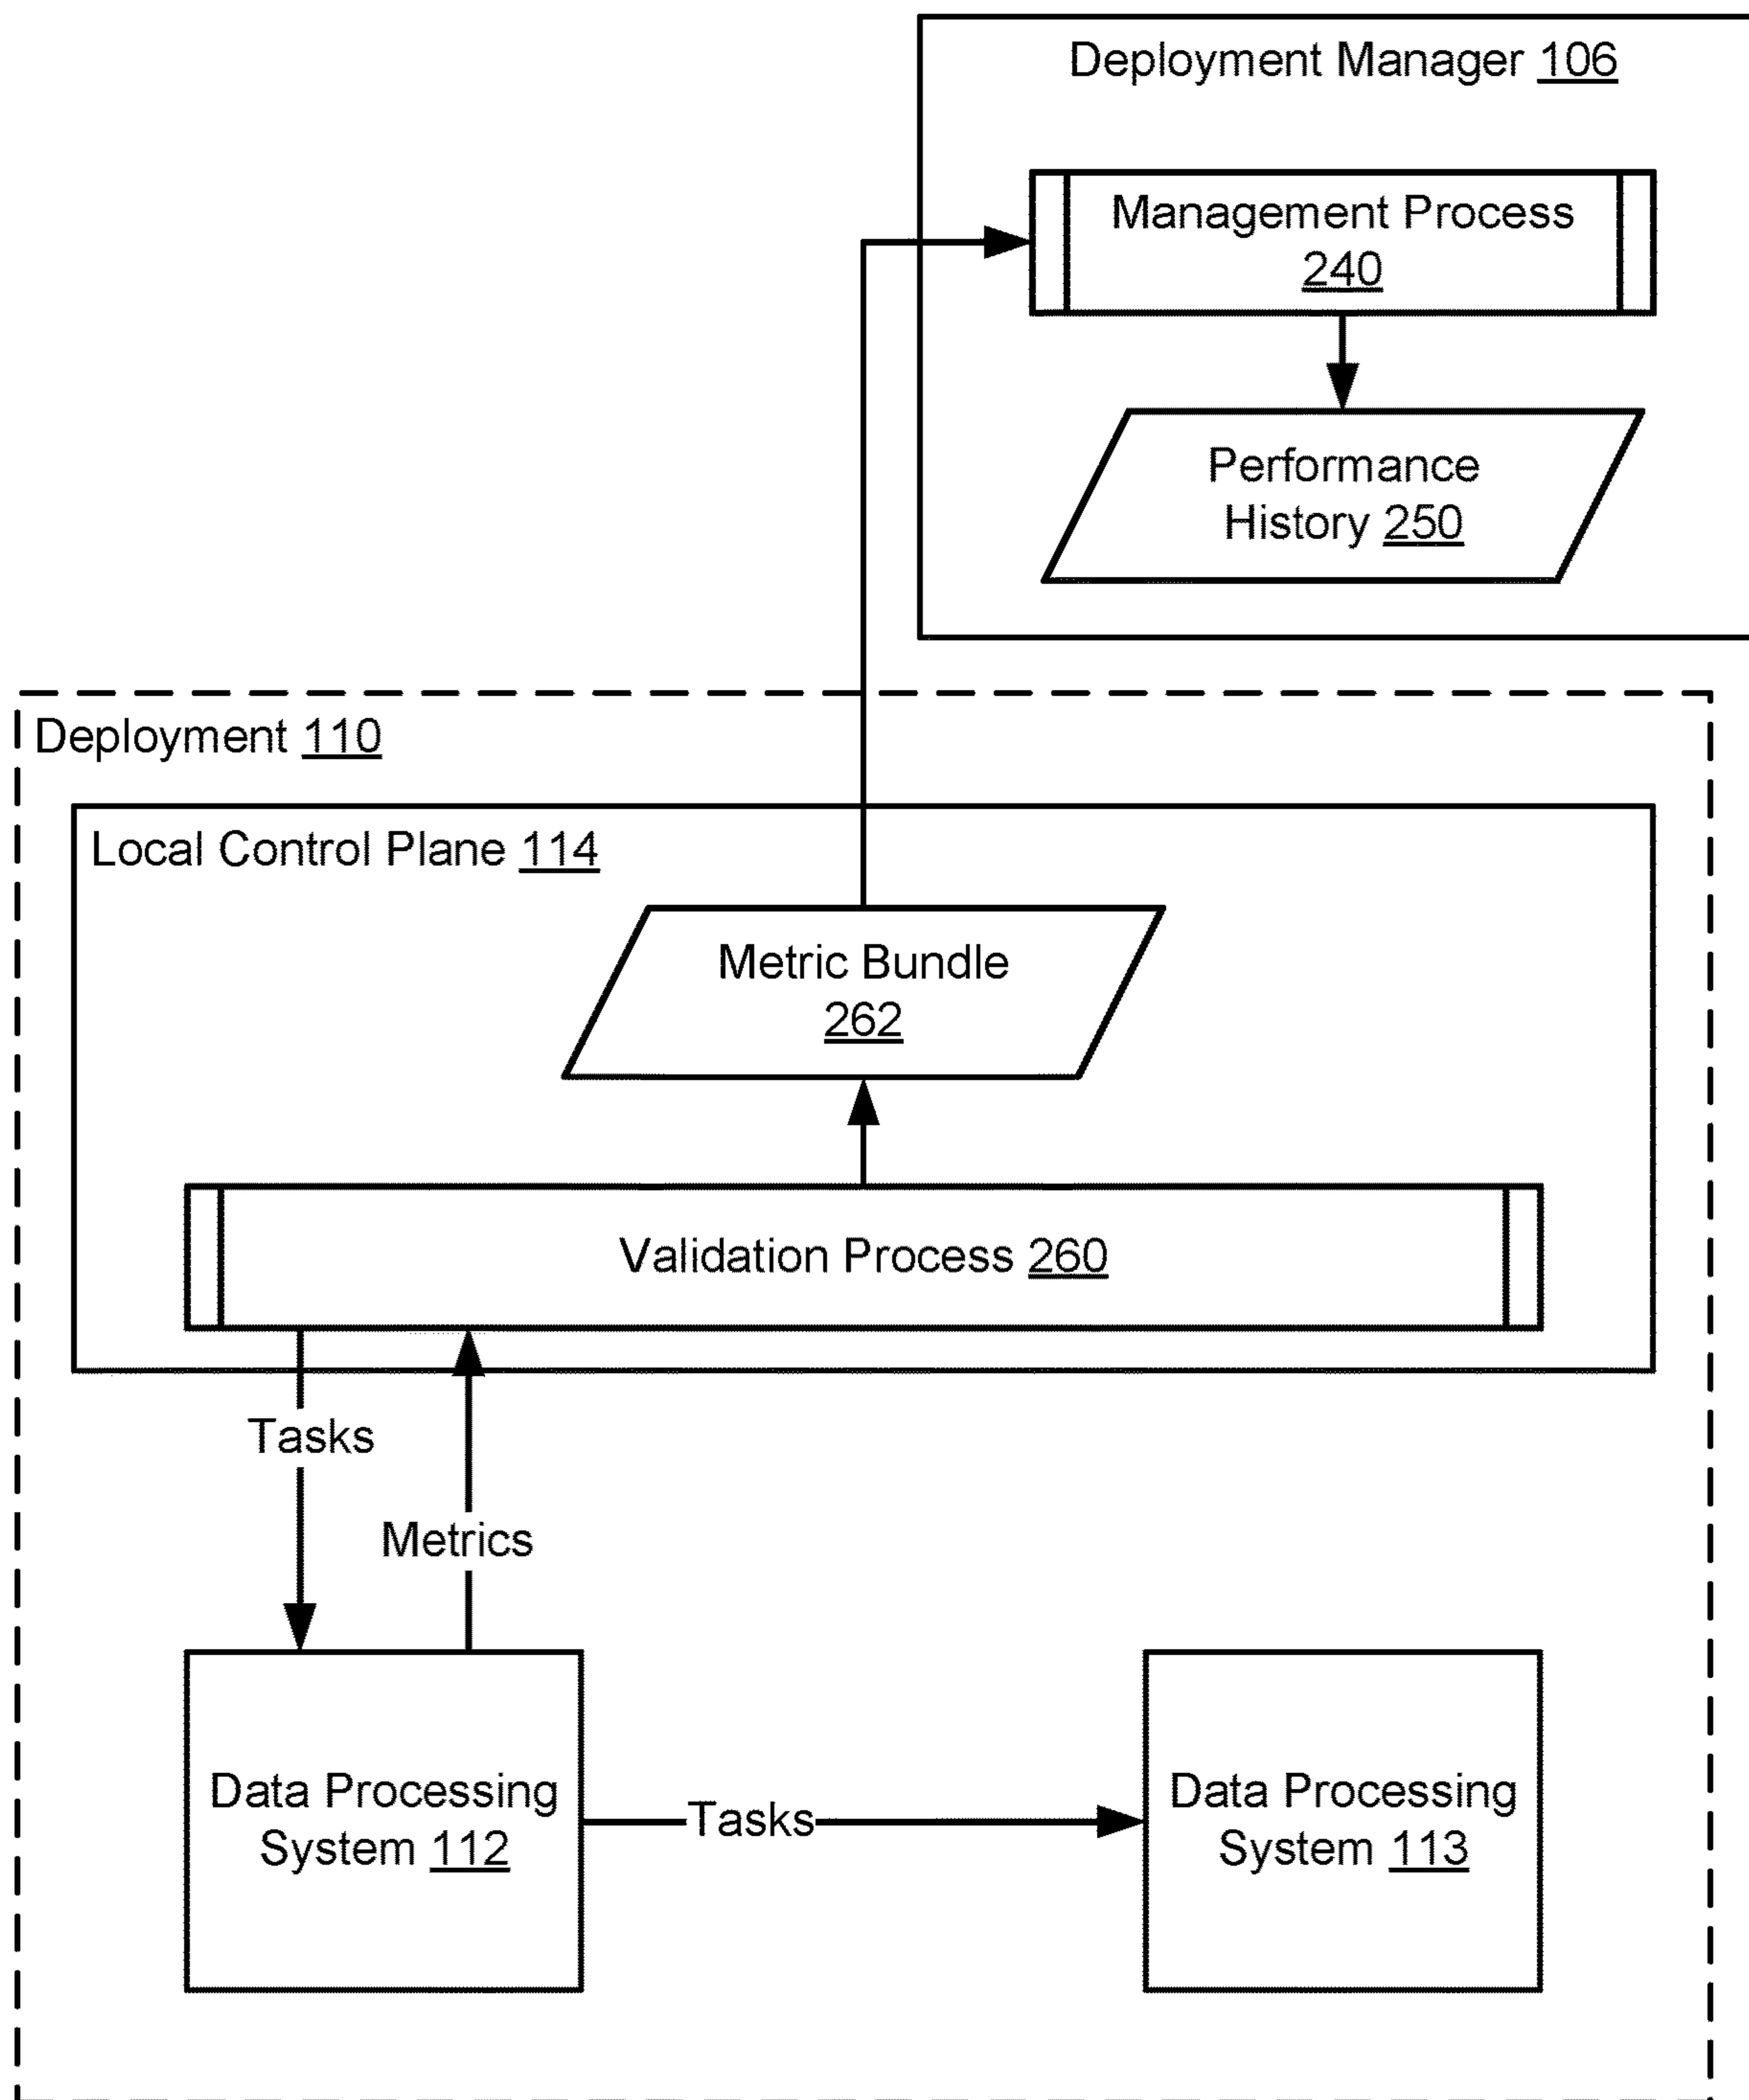 Deployment Manager 106
Management Process
240
Performance
History 250
Deployment 110
Local Control Plane 114
Metric Bundle
262
Validation Process 260
Tasks
Metrics
Data Processing
System 112
Tasks
Data Processing
System 113